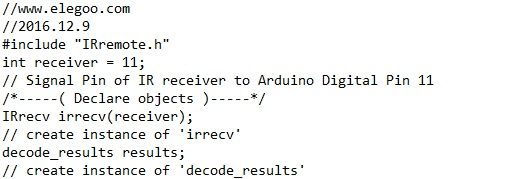 //www.elegoo.com
//2016.12.9
#include "IRremote.h"
int receiver = 11;
// Signal Pin of IR receiver to Arduino Digital Pin 11
/*-----( Declare objects )-----*/
IRrecv irrecv(receiver);
// create instance of 'irrecv'
decode_results results;
// create instance of 'decode_results'